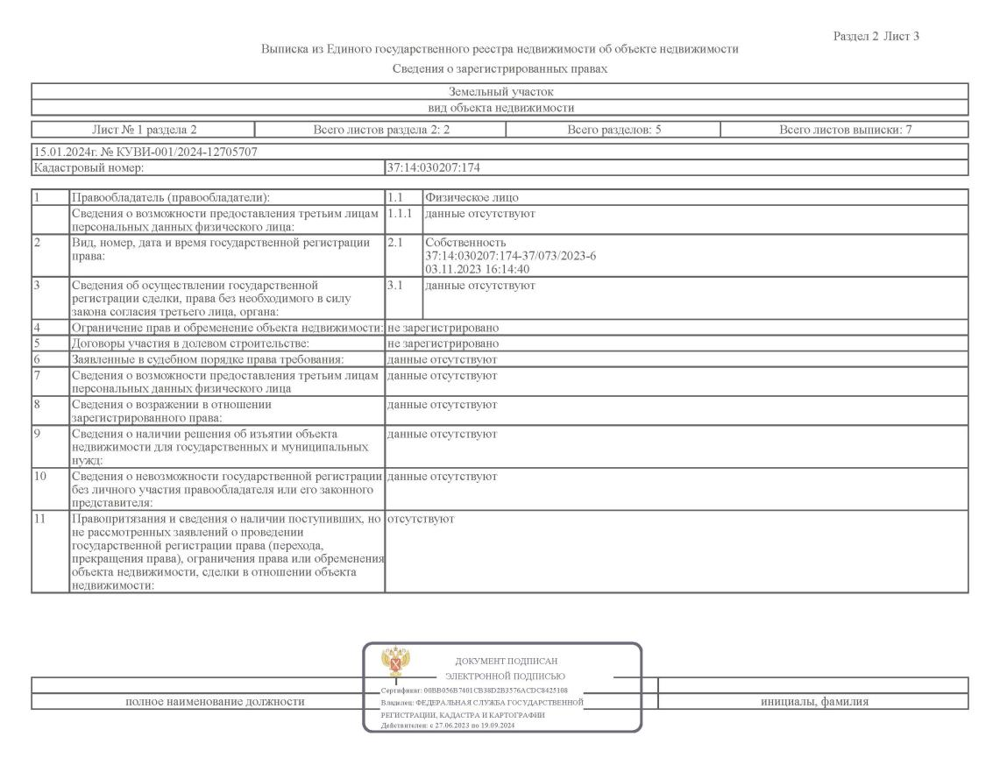 Раздел 2 Лист 3
Выписка из Единого государственного реестра недвижимости об объекте недвижимости
Сведения о зарегистрированных правах
Земельный участок
вид объекта недвижимости
Лист № 1 раздела 2 Всего листов раздела 2: 2 Всего разделов: 5 Всего листов выписки: 7
15.01.2024г. № КУВИ-001/2024-12705707
Кадастровый номер: 37:14:030207:174
1 Правообладатель (правообладатели): 1.1 Физическое лицо
Сведения о возможности предоставления третьим лицам 1.1.1 данные отсутствуют
персональных данных физического лица:
2 Вид, номер, дата и время государственной регистрации 2.1 Собственность
права: 37:14:030207:174-37/073/2023-6
03.11.2023 16:14:40
3 Сведения об осуществлении государственной 3.1 данные отсутствуют
регистрации сделки, права без необходимого в силу
закона согласия третьего лица, органа:
4 Ограничение прав и обременение объекта недвижимости: не зарегистрировано
5 Договоры участия в долевом строительстве: не зарегистрировано
6 Заявленные в судебном порядке права требования: данные отсутствуют
7 Сведения о возможности предоставления третьим лицам данные отсутствуют
персональных данных физического лица
8 Сведения о возражении в отношении данные отсутствуют
зарегистрированного права:
9 Сведения о наличии решения об изъятии объекта данные отсутствуют
недвижимости для государственных и муниципальных
нужд:
10 Сведения о невозможности государственной регистрации данные отсутствуют
без личного участия правообладателя или его законного
представителя:
11 Правопритязания и сведения о наличии поступивших, но отсутствуют
не рассмотренных заявлений о проведении
государственной регистрации права (перехода,
прекращения права), ограничения права или обременения
объекта недвижимости, сделки в отношении объекта
недвижимости:
ДОКУМЕНТ ПОДПИСАН
ЭЛЕКТРОННОЙ ПОДПИСЬЮ
Сертификат: 00BB056B7401CB38D2B3576ACDC8425108
Владелец: ФЕДЕРАЛЬНАЯ СЛУЖБА ГОСУДАРСТВЕННОЙ
РЕГИСТРАЦИИ, КАДАСТРА И КАРТОГРАФИИ
Действителен: с 27.06.2023 по 19.09.2024
полное наименование должности инициалы, фамилия